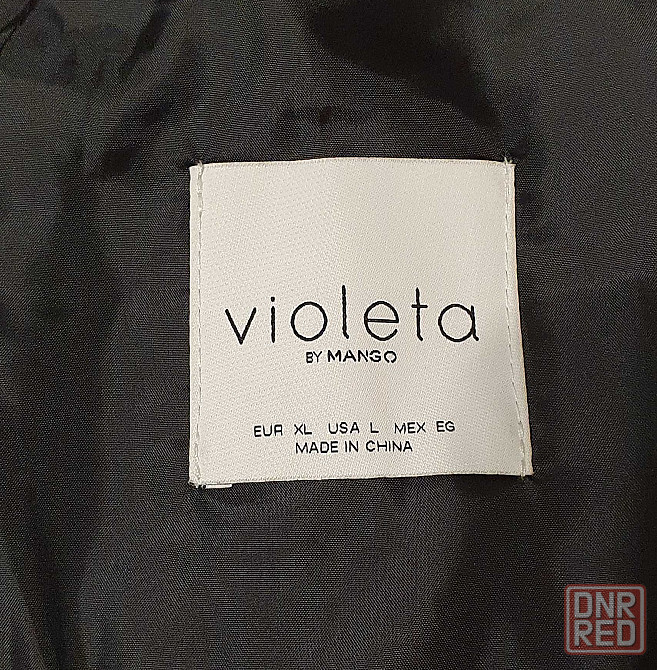 violeta
BY MANGO
EUR XL USA L MEX EG
MADE IN CHINA
DNR
RED